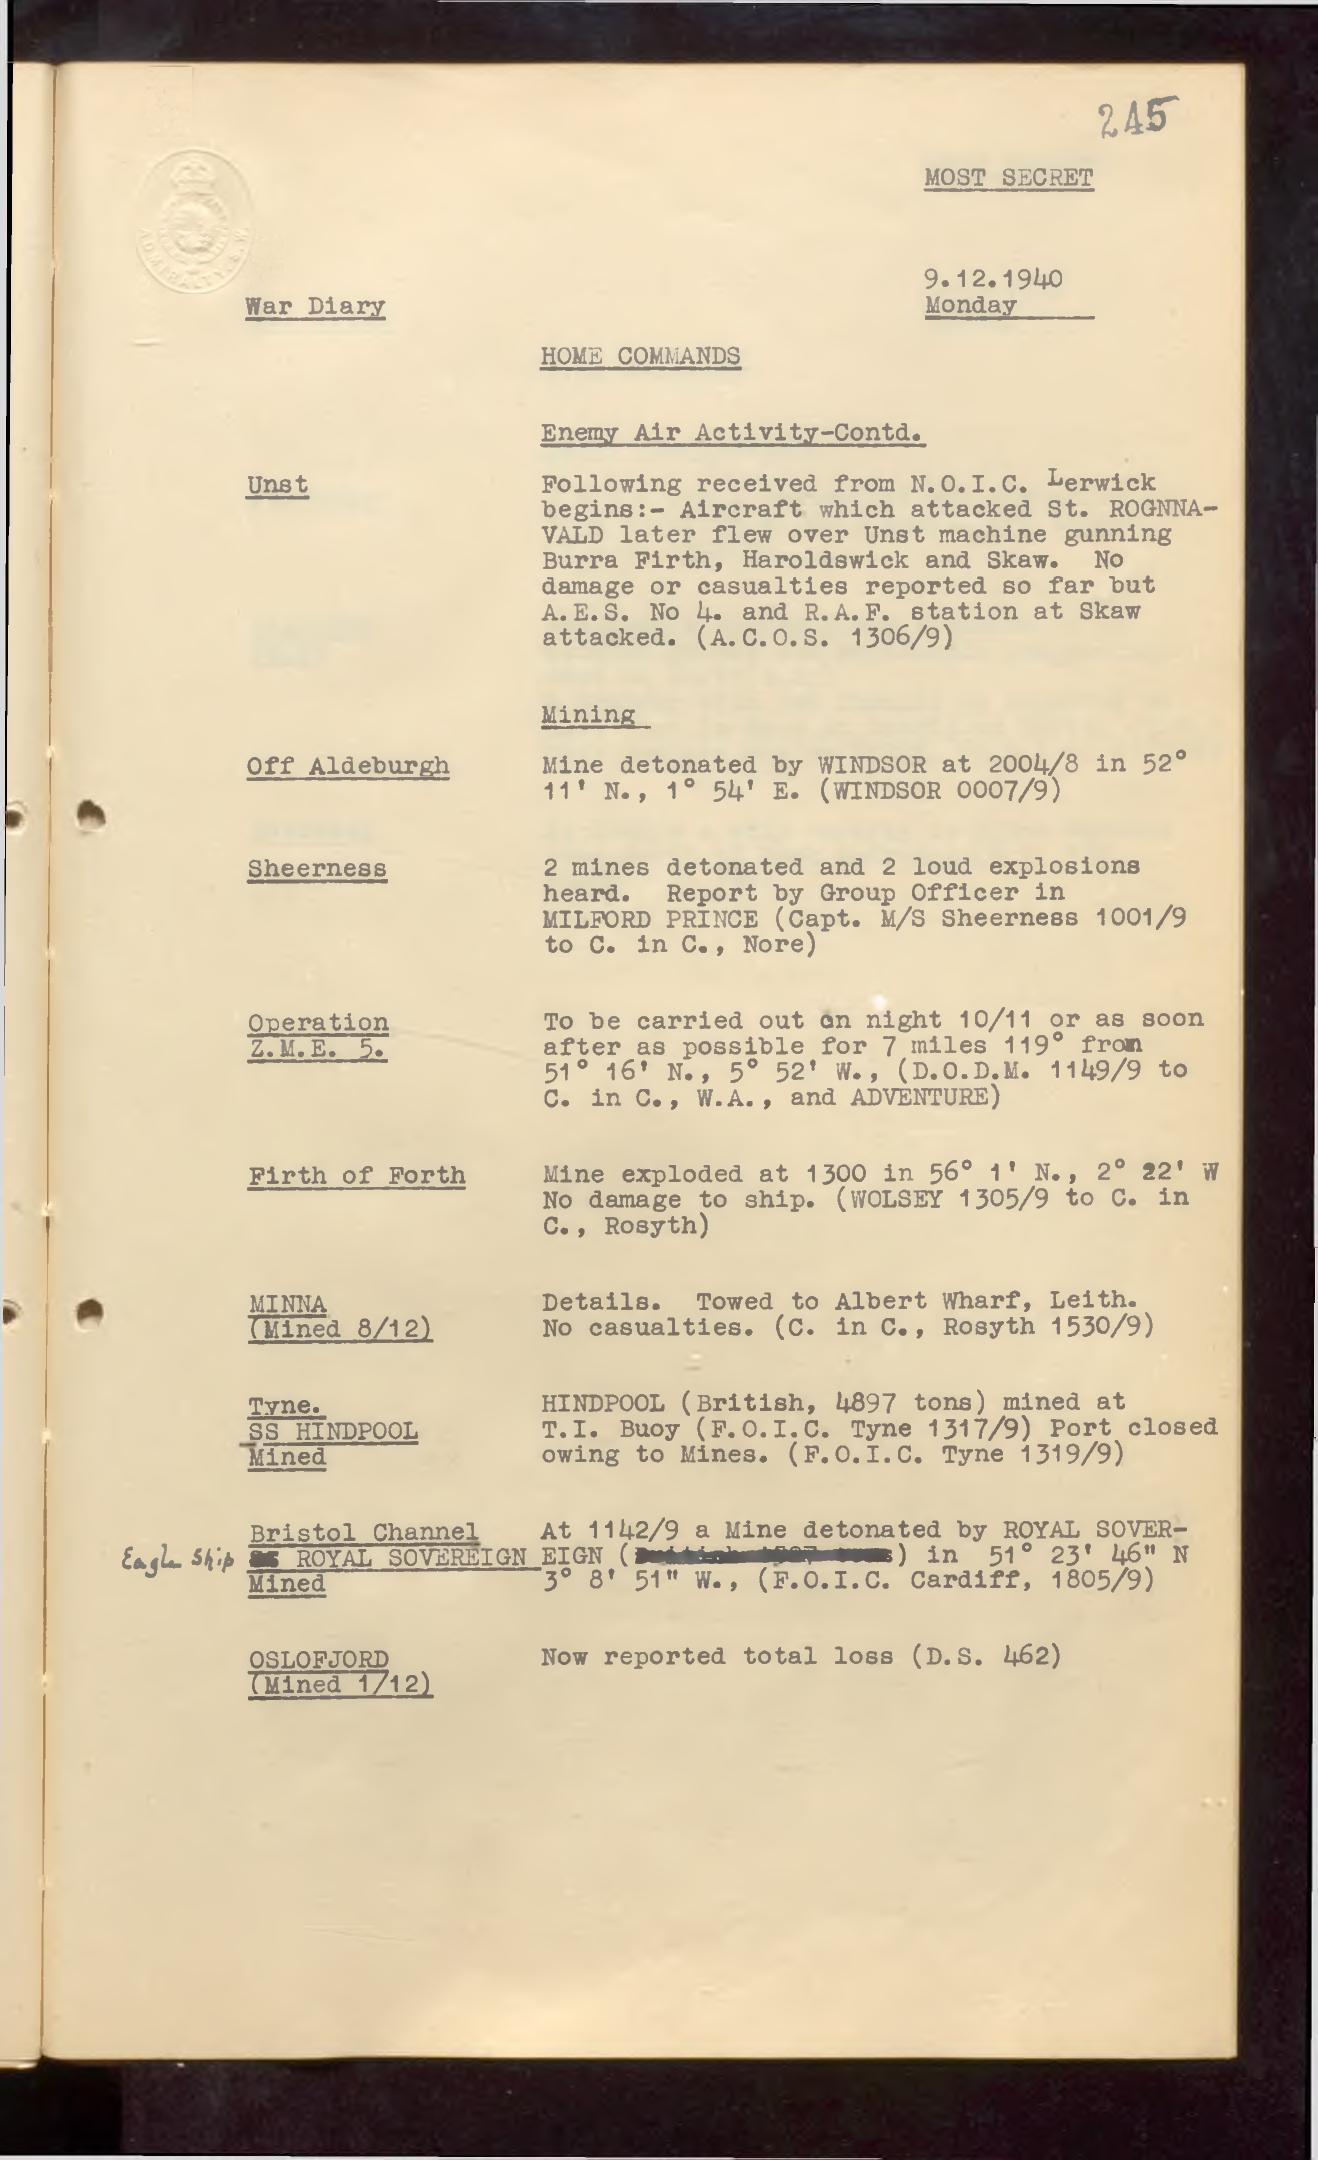 245
MOST SECRET
9.12.1940
War Diary Monday
HOME COMMANDS
Enemy Air Activity-Contd.
Unst Following received from N.O.I.C. Lerwick
begins:- Aircraft which attacked St. ROGNNA-
VALD later flew over Unst machine gunning
Burra Firth, Haroldswick and Skaw. No
damage or casualties reported so far but
A.E.S. No 4. and R.A.F. station at Skaw
attacked. (A.C.O.S. 1306/9)
Mining
Off Aldeburgh Mine detonated by WINDSOR at 2004/8 in 52°
11' N., 1° 54' E. (WINDSOR 0007/9)
Sheerness 2 mines detonated and 2 loud explosions
heard. Report by Group Officer in
MILFORD PRINCE (Capt. M/S Sheerness 1001/9
to C. in C., Nore)
Operation To be carried out on night 10/11 or as soon
Z.M.E. 5. after as possible for 7 miles 119° from
51° 16' N., 5° 52' W., (D.O.D.M. 1149/9 to
C. in C., W.A., and ADVENTURE)
Firth of Forth Mine exploded at 1300 in 56° 1' N., 2° 22' W
No damage to ship. (WOLSEY 1305/9 to C. in
C., Rosyth)
MINNA Details. Towed to Albert Wharf, Leith.
(Mined 8/12) No casualties. (C. in C., Rosyth 1530/9)
Tyne. HINDPOOL (British, 4897 tons) mined at
SS HINDPOOL T.I. Buoy (F.O.I.C. Tyne 1317/9) Port closed
Mined owing to Mines. (F.O.I.C. Tyne 1319/9)
Bristol Channel At 1142/9 a Mine detonated by ROYAL SOVER-
Eagle Ship ROYAL SOVEREIGN EIGN ( ) in 51° 23' 46" N
Mined 3° 8' 51" W., (F.O.I.C. Cardiff, 1805/9)
OSLOFJORD Now reported total loss (D.S. 462)
(Mined 1/12)